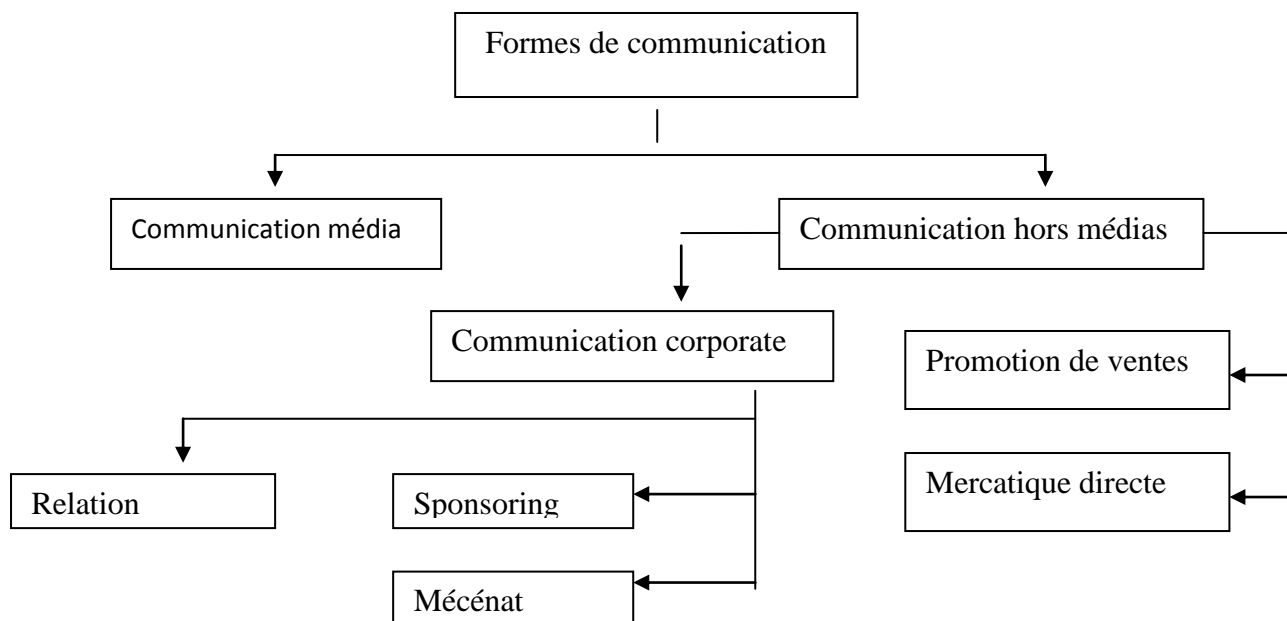 Formes de communication
Communication média
Communication hors médias
Communication corporate
Promotion de ventes
Relation
Sponsoring
Mercatique directe
Mécénat